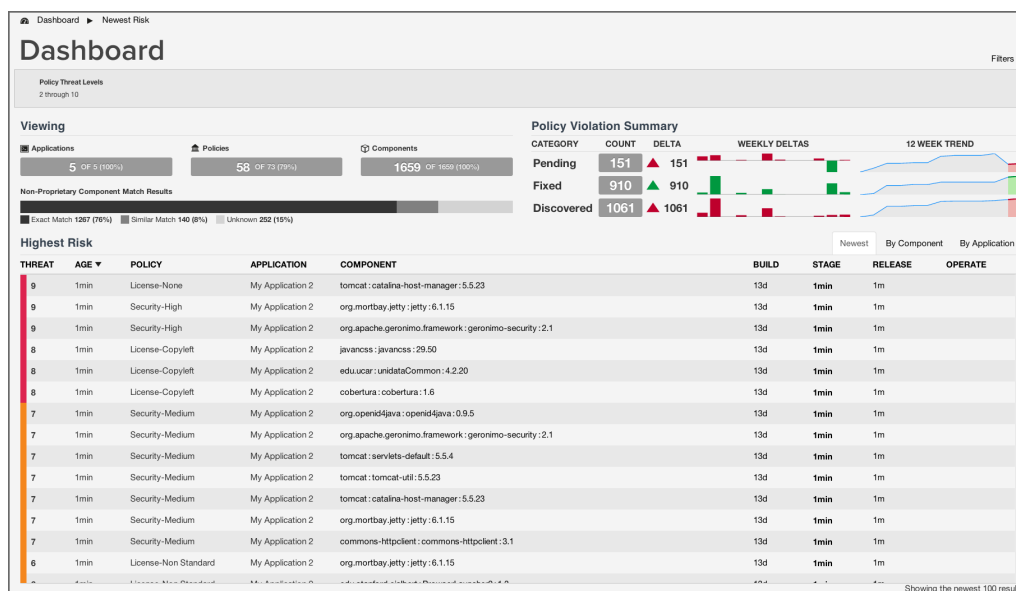 Dashboard ▶ Newest Risk
Dashboard
Filters
Policy Threat Levels
2 through 10
Viewing
Applications Policies Components
5 OF 5 (100%) 58 OF 73 (79%) 1659 OF 1659 (100%)
Non-Proprietary Component Match Results
Exact Match 1267 (76%) Similar Match 140 (8%) Unknown 252 (15%)
Policy Violation Summary
CATEGORY COUNT DELTA WEEKLY DELTAS 12 WEEK TREND
Pending 151 151
Fixed 910 910
Discovered 1061 1061
Highest Risk
Newest By Component By Application
THREAT AGE ▼ POLICY APPLICATION COMPONENT BUILD STAGE RELEASE OPERATE
9 1min License-None My Application 2 tomcat : catalina-host-manager : 5.5.23 13d 1min 1m
9 1min Security-High My Application 2 org.mortbay.jetty : jetty : 6.1.15 13d 1min 1m
9 1min Security-High My Application 2 org.apache.geronimo.framework : geronimo-security : 2.1 13d 1min 1m
8 1min License-Copyleft My Application 2 javancss : javancss : 29.50 13d 1min 1m
8 1min License-Copyleft My Application 2 edu.ucar : unidataCommon : 4.2.20 13d 1min 1m
8 1min License-Copyleft My Application 2 cobertura : cobertura : 1.6 13d 1min 1m
7 1min Security-Medium My Application 2 org.openid4java : openid4java : 0.9.5 13d 1min 1m
7 1min Security-Medium My Application 2 org.apache.geronimo.framework : geronimo-security : 2.1 13d 1min 1m
7 1min Security-Medium My Application 2 tomcat : servlets-default : 5.5.4 13d 1min 1m
7 1min Security-Medium My Application 2 tomcat : tomcat-util : 5.5.23 13d 1min 1m
7 1min Security-Medium My Application 2 tomcat : catalina-host-manager : 5.5.23 13d 1min 1m
7 1min Security-Medium My Application 2 org.mortbay.jetty : jetty : 6.1.15 13d 1min 1m
7 1min Security-Medium My Application 2 commons-httpclient : commons-httpclient : 3.1 13d 1min 1m
6 1min License-Non Standard My Application 2 org.mortbay.jetty : jetty : 6.1.15 13d 1min 1m
Showing the newest 100